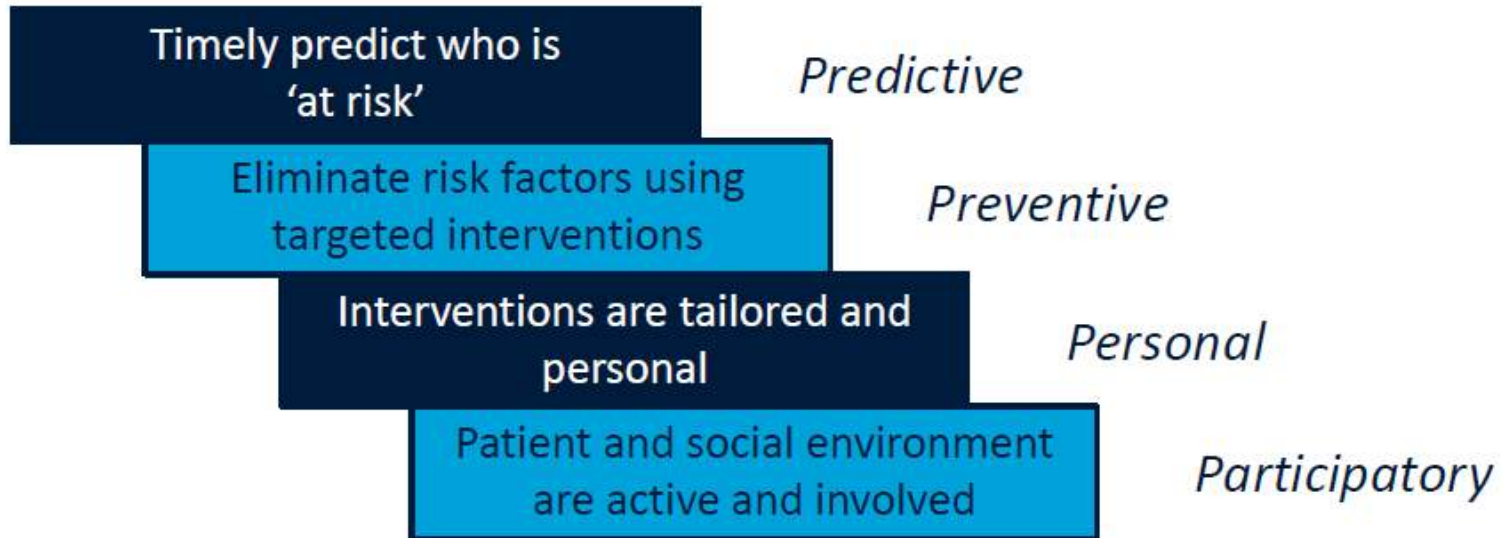 Timely predict who is
‘at risk’
Predictive
Eliminate risk factors using
targeted interventions
Preventive
Interventions are tailored and
personal
Personal
Patient and social environment
are active and involved
Participatory